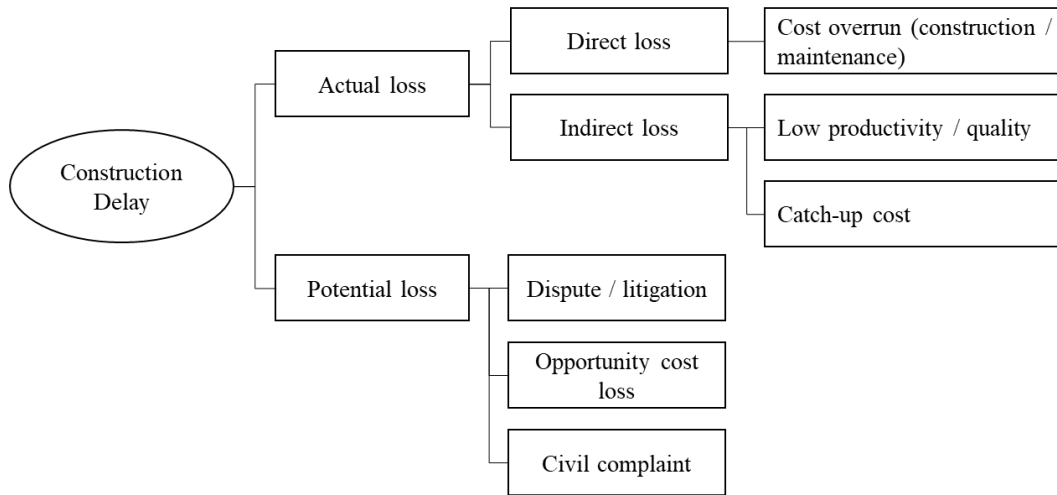 Construction
Delay
Actual loss
Direct loss
Cost overrun (construction /
maintenance)
Indirect loss
Low productivity / quality
Catch-up cost
Potential loss
Dispute / litigation
Opportunity cost
loss
Civil complaint